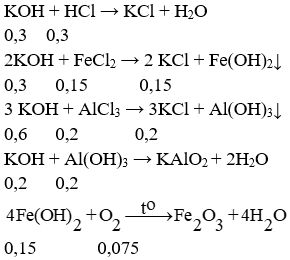 KOH + HCl → KCl + H2O
0,3 0,3
2KOH + FeCl₂ → 2 KCl + Fe(OH)₂↓
0,3 0,15 0,15
3 KOH + AlCl₃ → 3KCl + Al(OH)₃↓
0,6 0,2 0,2
KOH + Al(OH)₃ → KAlO₂ + 2H₂O
0,2 0,2
4Fe(OH)₂ + O₂ —tº→ Fe₂O₃ + 4H₂O
0,15 0,075